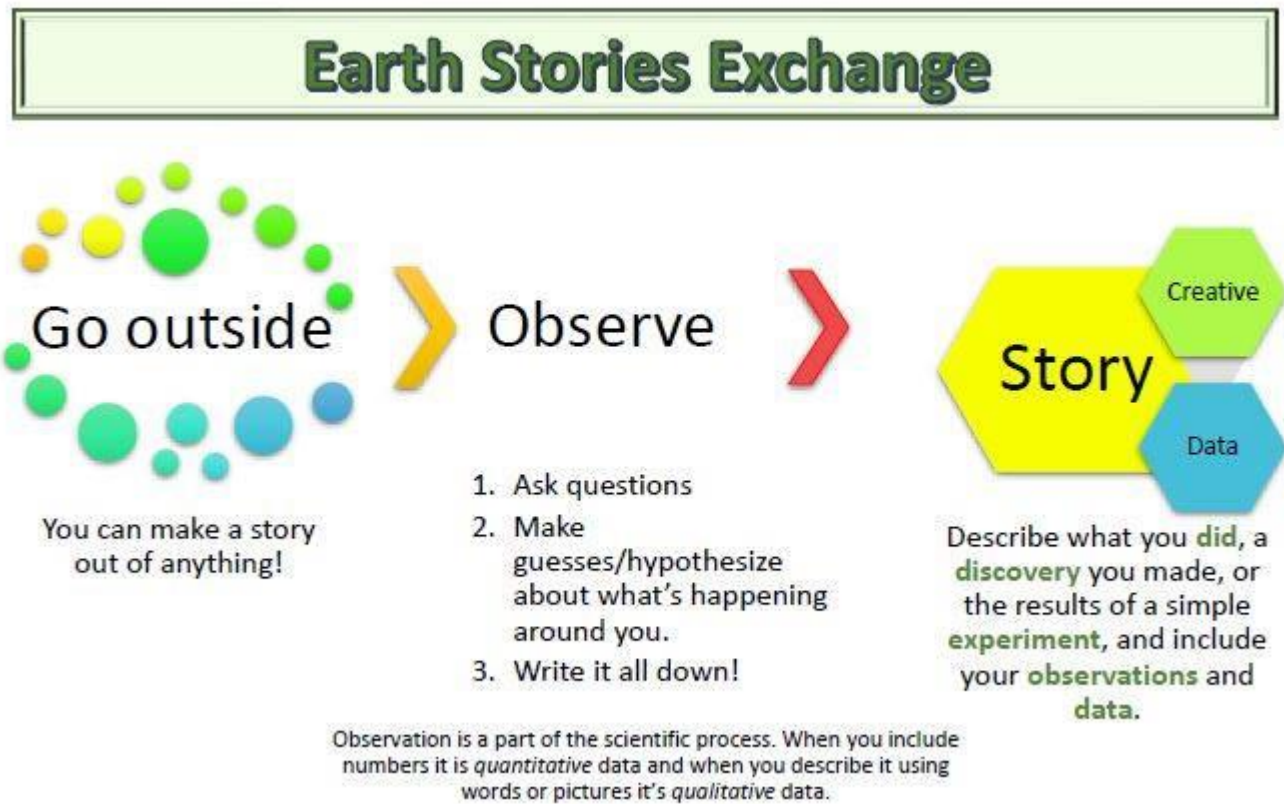 Earth Stories Exchange
Go outside
You can make a story
out of anything!
Observe
1. Ask questions
2. Make
guesses/hypothesize
about what's happening
around you.
3. Write it all down!
Story
Creative
Data
Describe what you did, a
discovery you made, or
the results of a simple
experiment, and include
your observations and
data.
Observation is a part of the scientific process. When you include
numbers it is quantitative data and when you describe it using
words or pictures it's qualitative data.